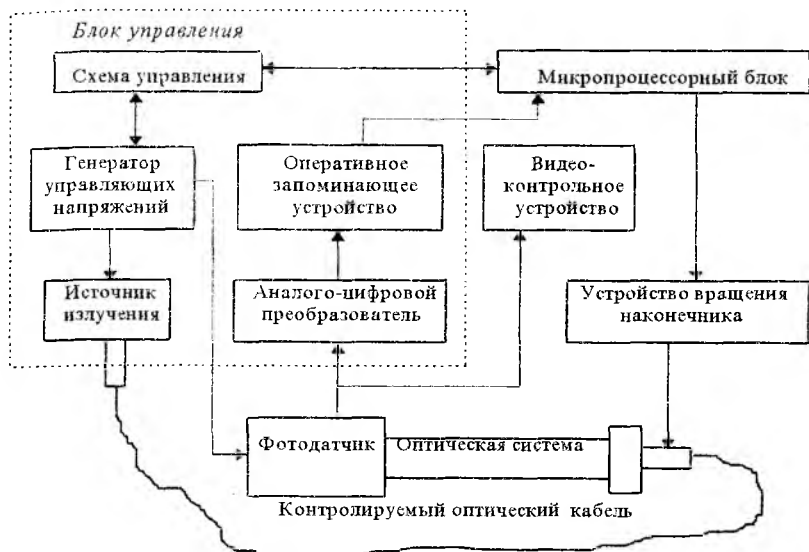 Блок управления
Схема управления
Микропроцессорный блок
Генератор
управляющих
напряжений
Оперативное
запоминающее
устройство
Видео-
контрольное
устройство
Источник
излучения
Аналого-цифровой
преобразователь
Устройство вращения
наконечника
Фотодатчик
Оптическая система
Контролируемый оптический кабель